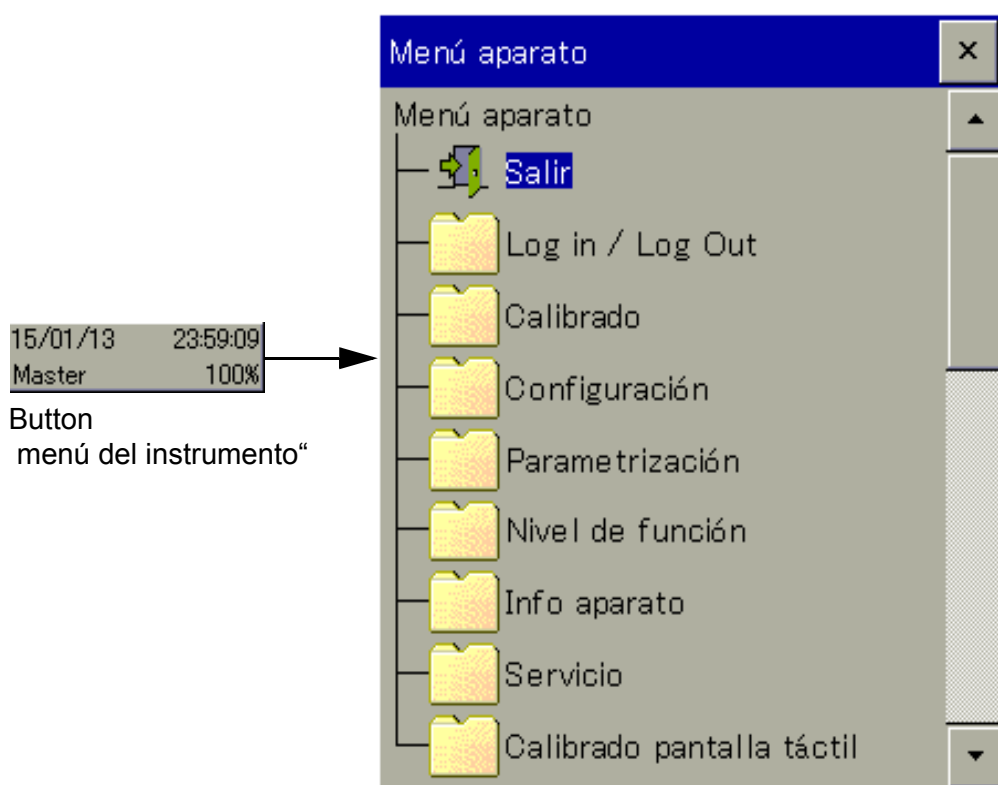 Menú aparato
×
Menú aparato
Salir
Log in / Log Out
Calibrado
Configuración
Parametrización
Nivel de función
Info aparato
Servicio
Calibrado pantalla táctil
15/01/13 23:59:09
Master 100%
Button
menú del instrumento“